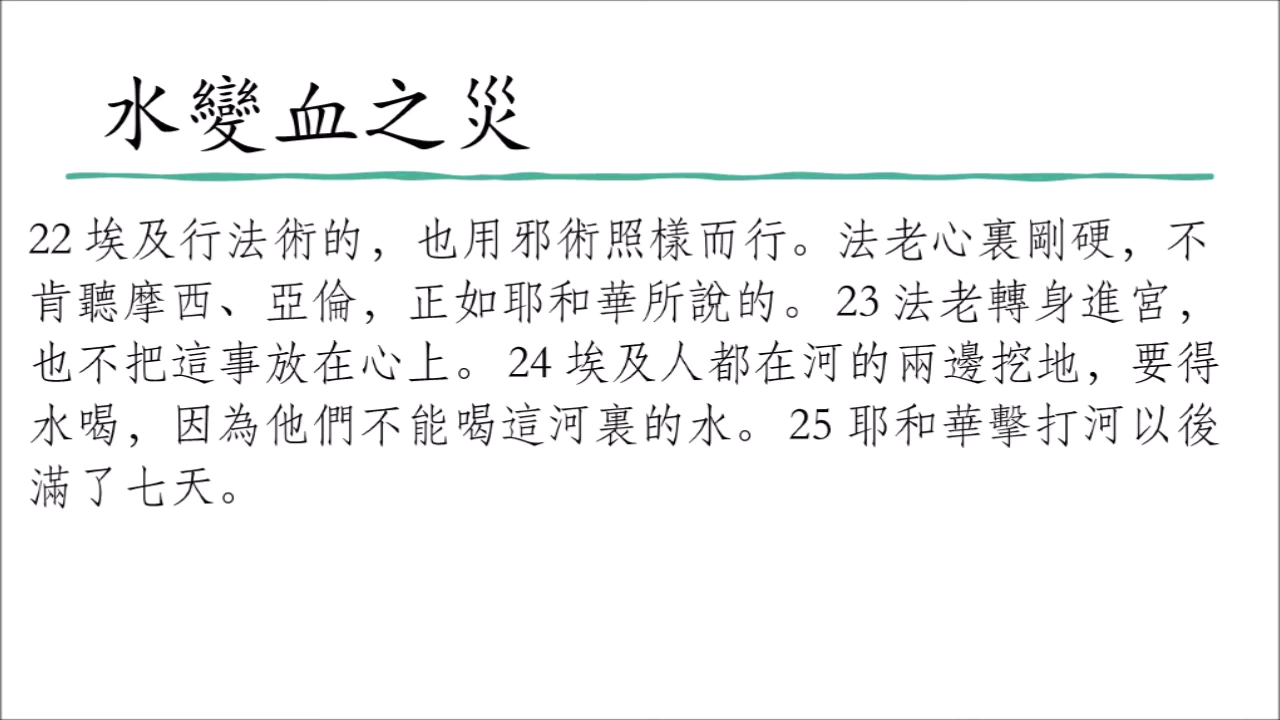 水變血之災
22 埃及行法術的，也用邪術照樣而行。法老心裏剛硬，不
肯聽摩西、亞倫，正如耶和華所說的。23 法老轉身進宮，
也不把這事放在心上。24 埃及人都在河的兩邊挖地，要得
水喝，因為他們不能喝這河裏的水。25 耶和華擊打河以後
滿了七天。